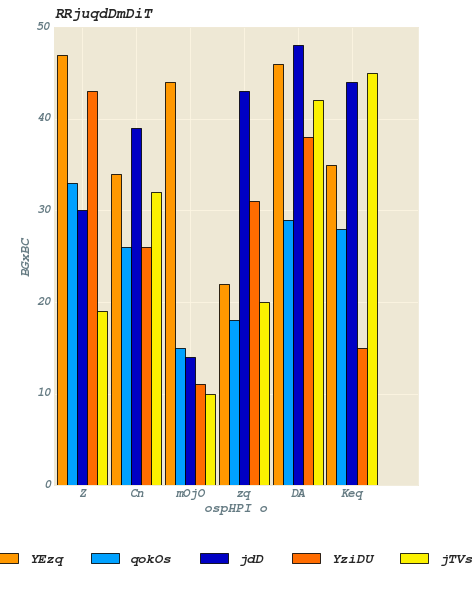 RRjuqdDmDiT
50
40
30
20
10
0
BGxBC
Z Cn mOjO zq DA Keq
ospHPI o
YEzq qokOs jdD YziDU jTVs